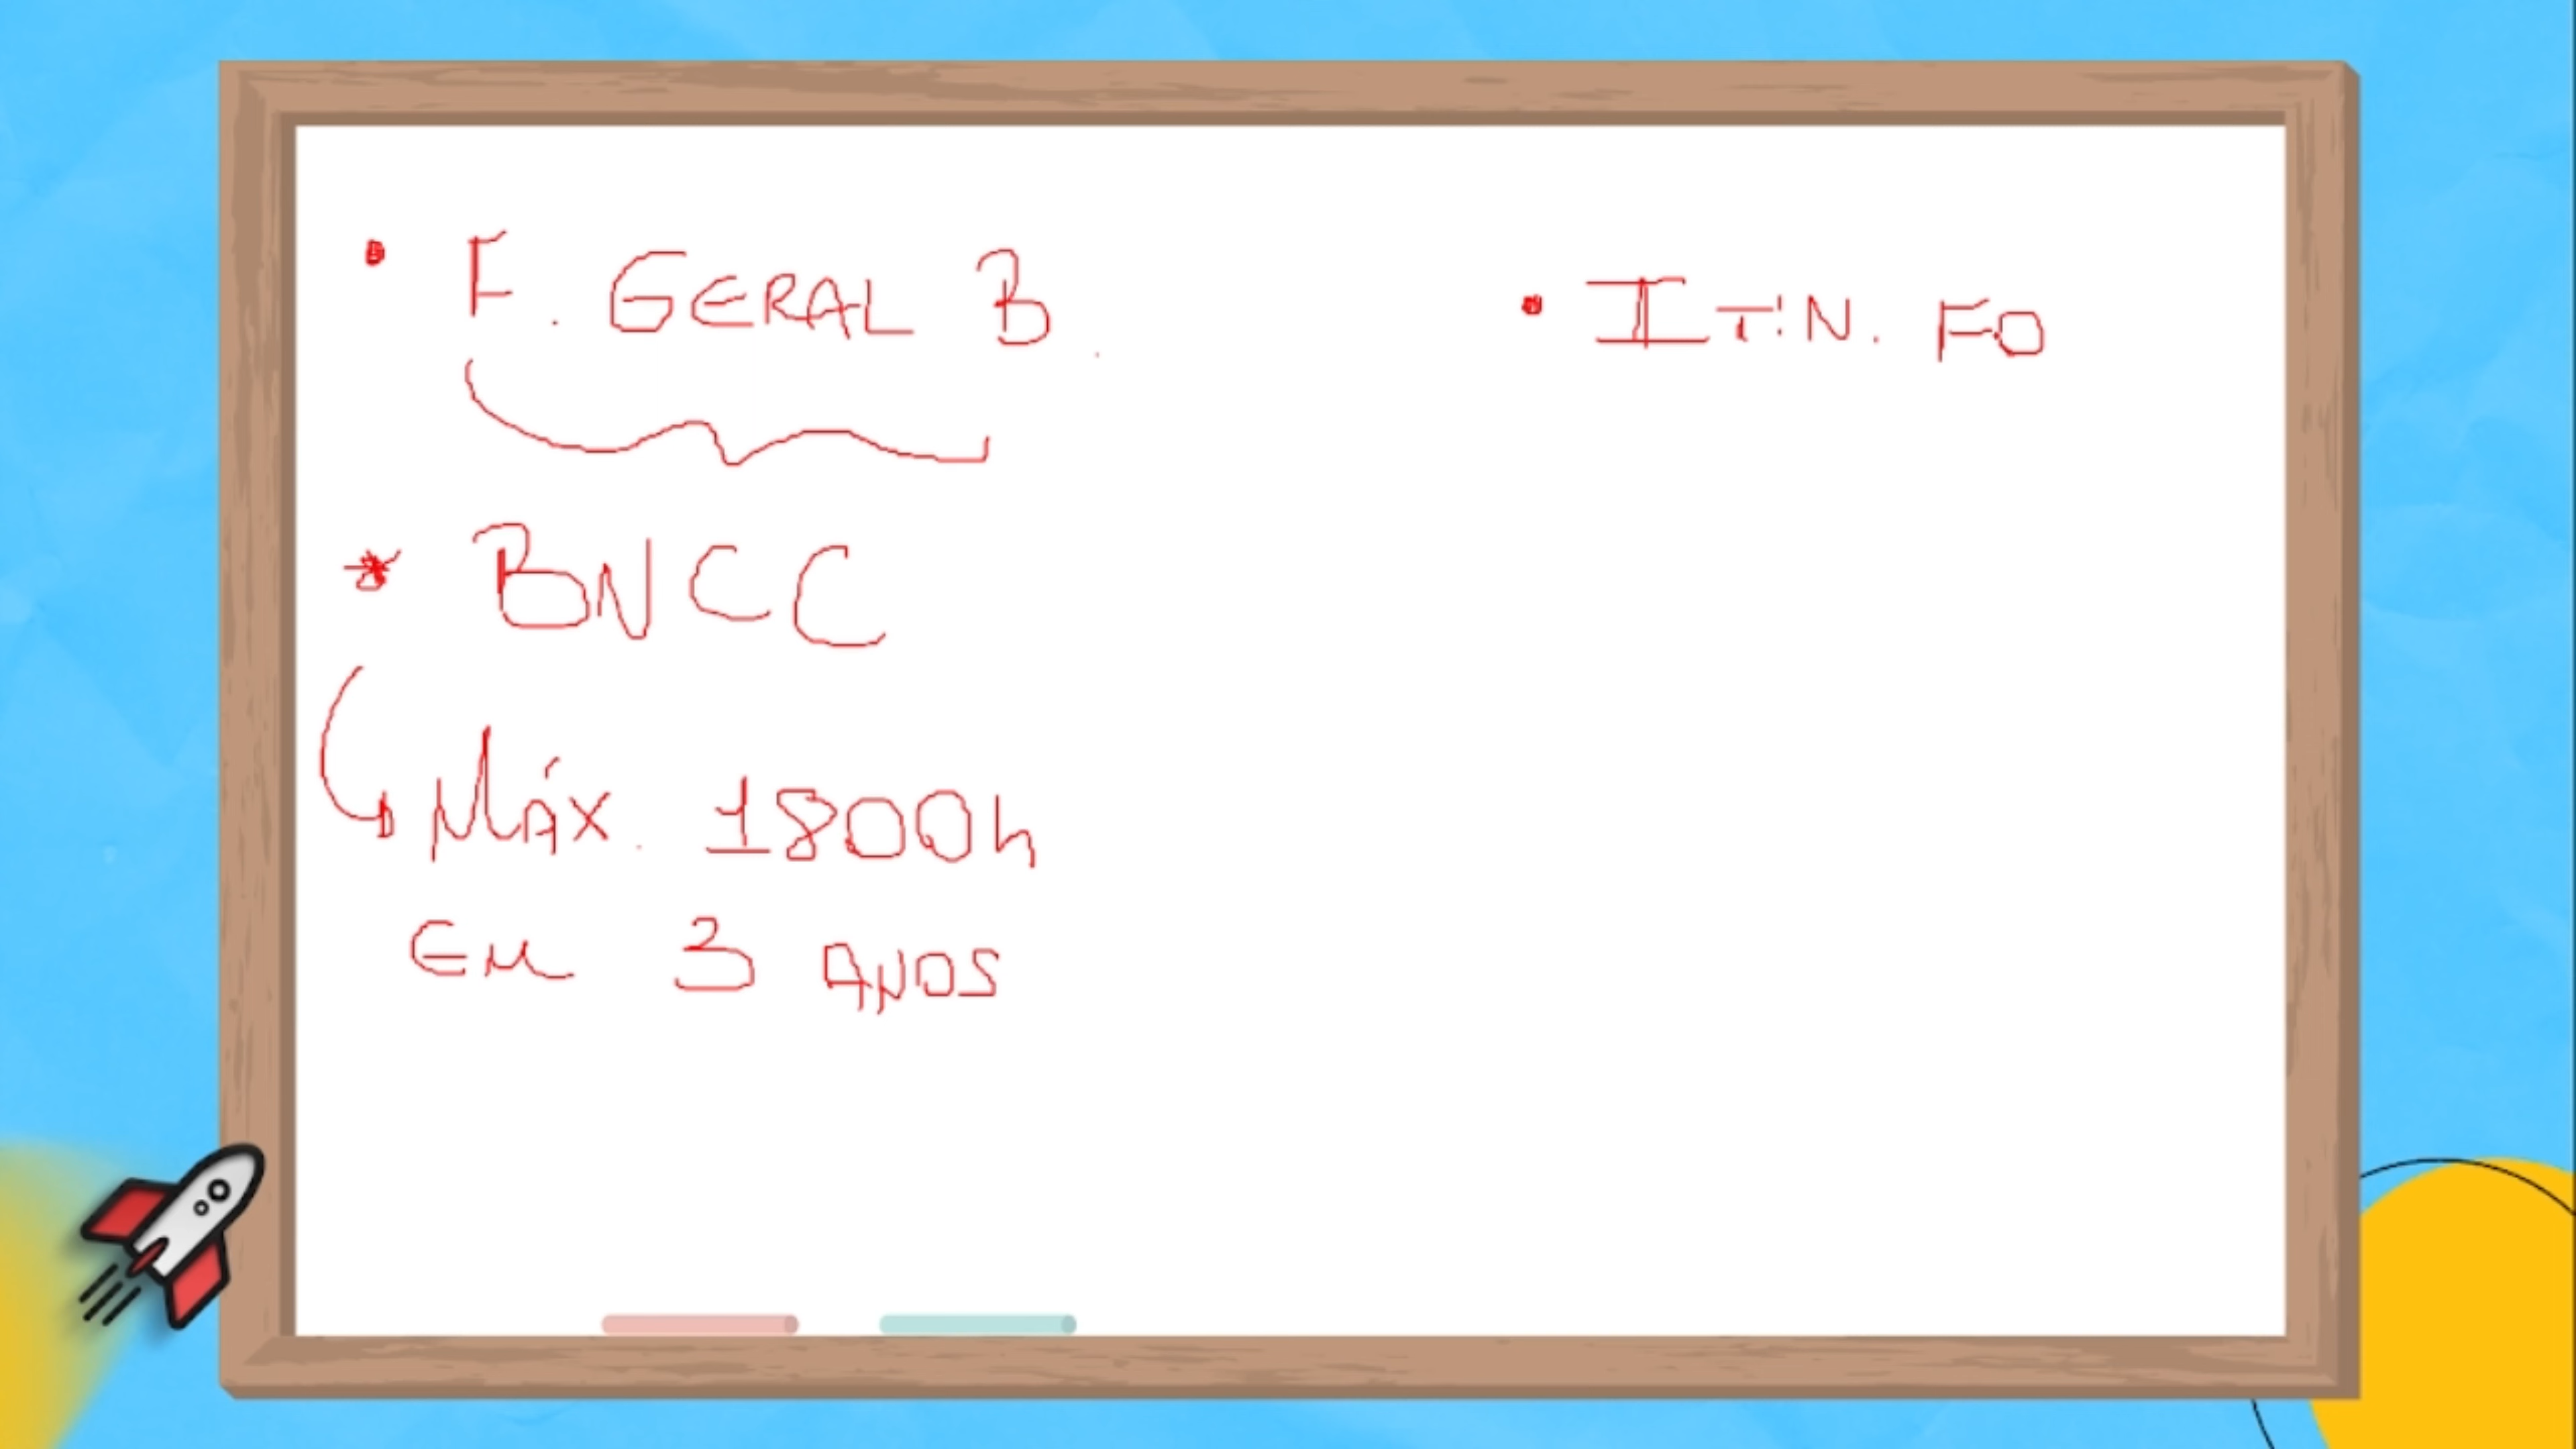 • F. GERAL B.
• ITIN. FO
* BNCC
MÁX. 1800h
EM 3 ANOS